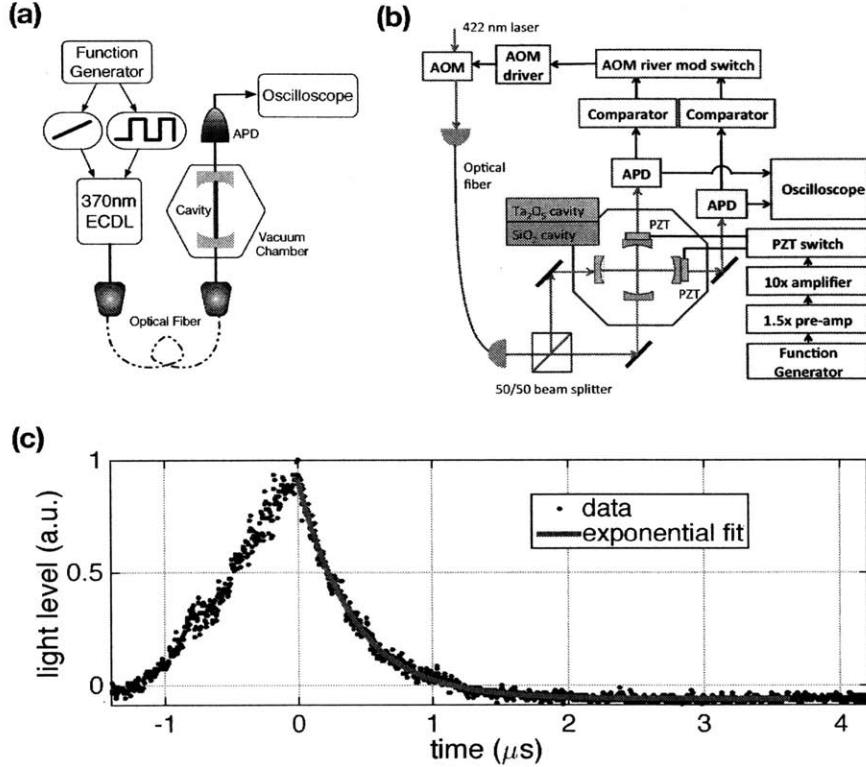 (a)
Function
Generator
Oscilloscope
APD
370nm
ECDL
Cavity
Vacuum
Chamber
Optical Fiber
(b)
422 nm laser
AOM
AOM
driver
AOM river mod switch
Comparator
Comparator
Optical
fiber
APD
APD
Oscilloscope
Ta₂O₅ cavity
SiO₂ cavity
PZT
PZT
PZT switch
10x amplifier
1.5x pre-amp
Function
Generator
50/50 beam splitter
(c)
light level (a.u.)
1
0.5
0
data
exponential fit
-1
0
1
2
3
4
time (μs)